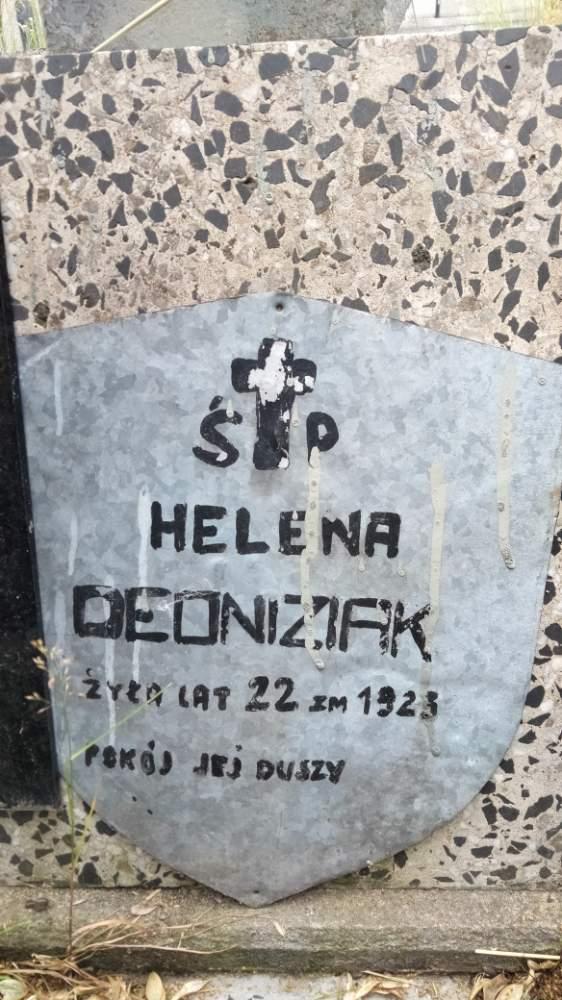 Ś P
HELENA
DEONIZIAK
ŻYŁA LAT 22 ZM 1923
POKÓJ JEJ DUSZY